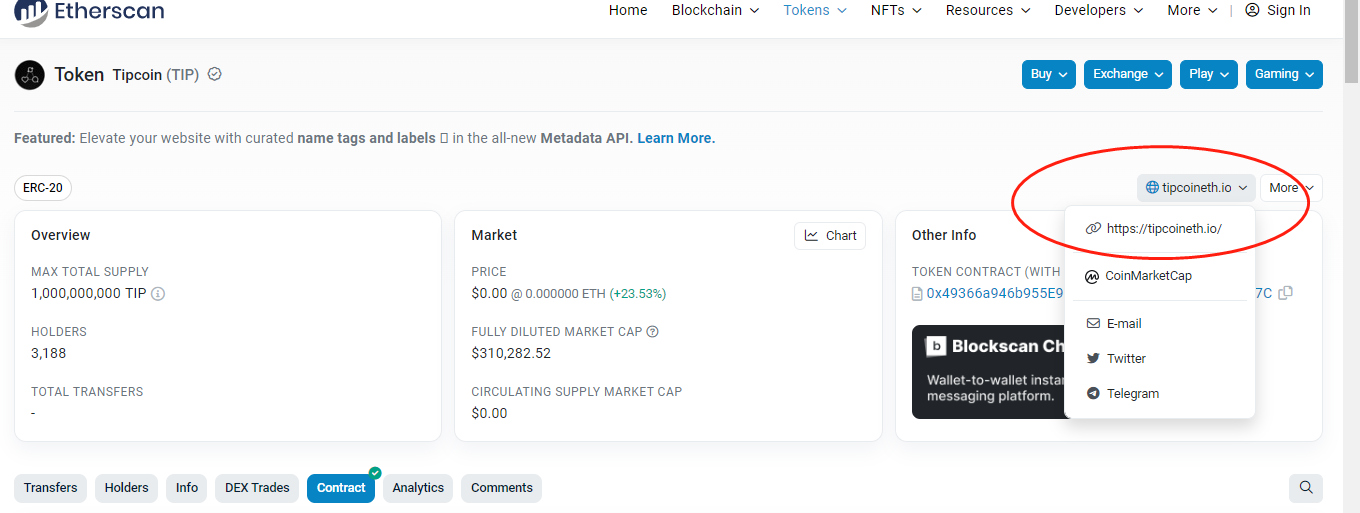 Etherscan
Home Blockchain Tokens NFTs Resources Developers More | Sign In
Token Tipcoin (TIP)
Buy Exchange Play Gaming
Featured: Elevate your website with curated name tags and labels in the all-new Metadata API. Learn More.
ERC-20
tipcoineth.io More
https://tipcoineth.io/
CoinMarketCap
E-mail
Twitter
Telegram
Overview
MAX TOTAL SUPPLY
1,000,000,000 TIP
HOLDERS
3,188
TOTAL TRANSFERS
-
Market
Chart
PRICE
$0.00 @ 0.000000 ETH (+23.53%)
FULLY DILUTED MARKET CAP
$310,282.52
CIRCULATING SUPPLY MARKET CAP
$0.00
Other Info
TOKEN CONTRACT (WITH
0x49366a946b955E9 7C
b Blockscan Ch
Wallet-to-wallet instan
messaging platform.
Transfers Holders Info DEX Trades Contract Analytics Comments